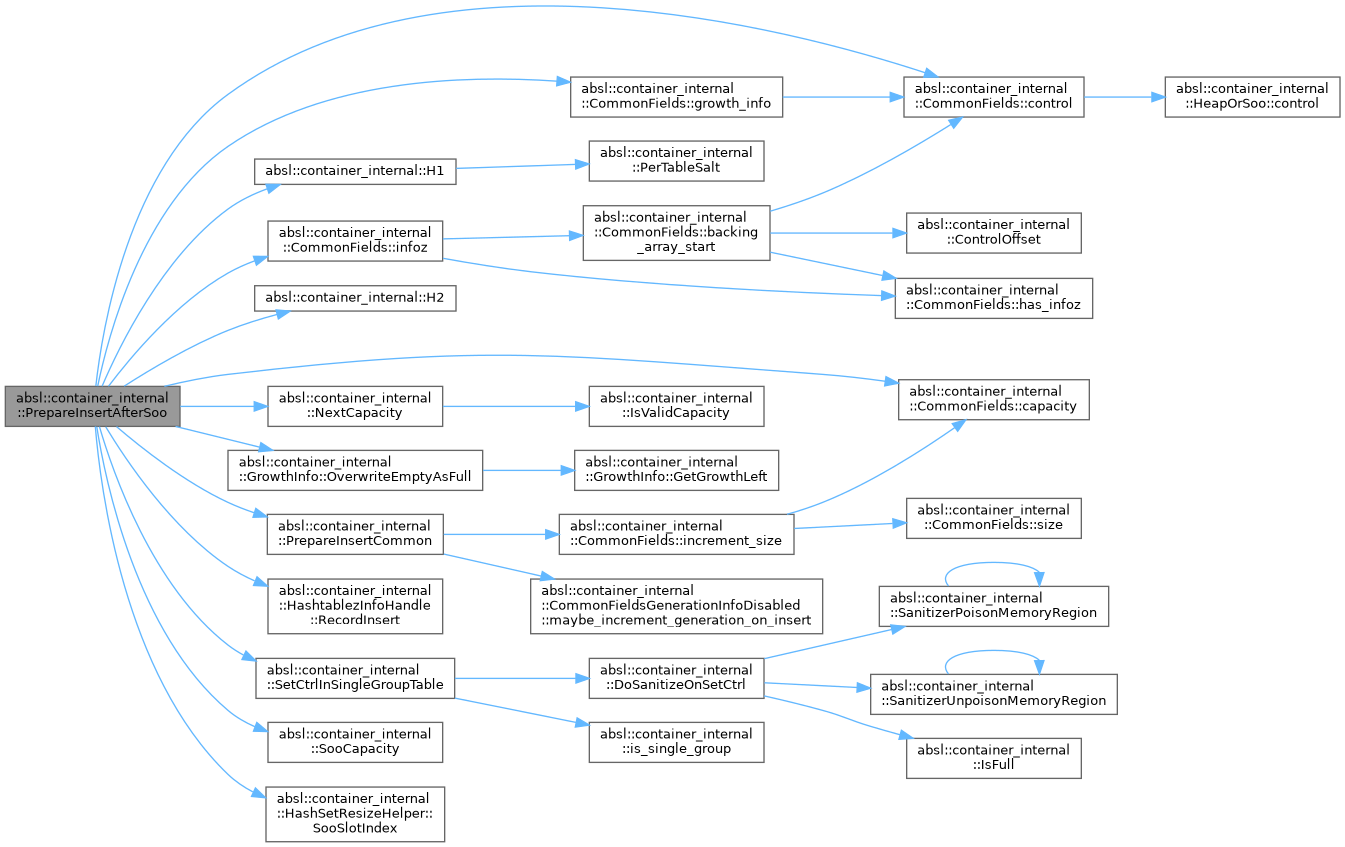 absl::container_internal
::PrepareInsertAfterSoo
absl::container_internal
::CommonFields::growth_info
absl::container_internal
::CommonFields::control
absl::container_internal
::HeapOrSoo::control
absl::container_internal::H1
absl::container_internal
::PerTableSalt
absl::container_internal
::CommonFields::infoz
absl::container_internal
::CommonFields::backing
_array_start
absl::container_internal
::ControlOffset
absl::container_internal
::CommonFields::has_infoz
absl::container_internal::H2
absl::container_internal
::CommonFields::capacity
absl::container_internal
::NextCapacity
absl::container_internal
::IsValidCapacity
absl::container_internal
::GrowthInfo::OverwriteEmptyAsFull
absl::container_internal
::GrowthInfo::GetGrowthLeft
absl::container_internal
::PrepareInsertCommon
absl::container_internal
::CommonFields::increment_size
absl::container_internal
::CommonFields::size
absl::container_internal
::CommonFieldsGenerationInfoDisabled
::maybe_increment_generation_on_insert
absl::container_internal
::HashtablezInfoHandle
::RecordInsert
absl::container_internal
::SetCtrlInSingleGroupTable
absl::container_internal
::DoSanitizeOnSetCtrl
absl::container_internal
::SanitizerPoisonMemoryRegion
absl::container_internal
::SanitizerUnpoisonMemoryRegion
absl::container_internal
::IsFull
absl::container_internal
::is_single_group
absl::container_internal
::SooCapacity
absl::container_internal
::HashSetResizeHelper::
SooSlotIndex